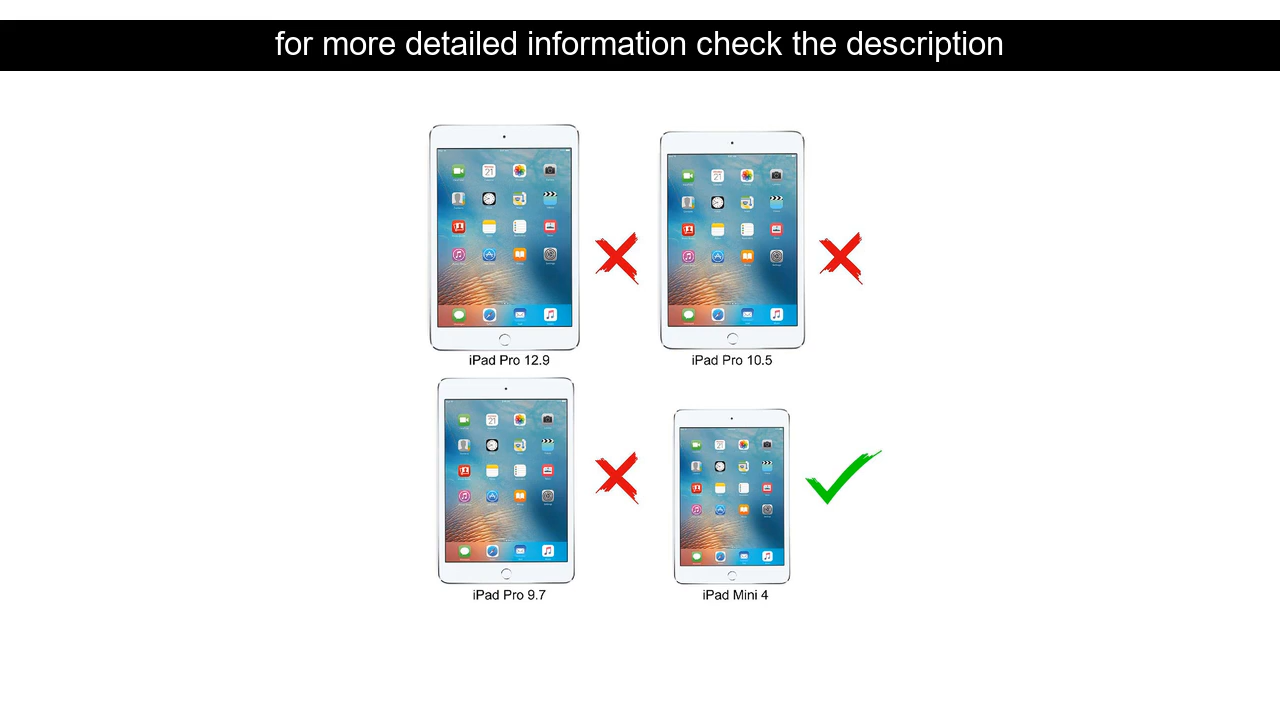 for more detailed information check the description
iPad Pro 12.9
iPad Pro 10.5
iPad Pro 9.7
iPad Mini 4